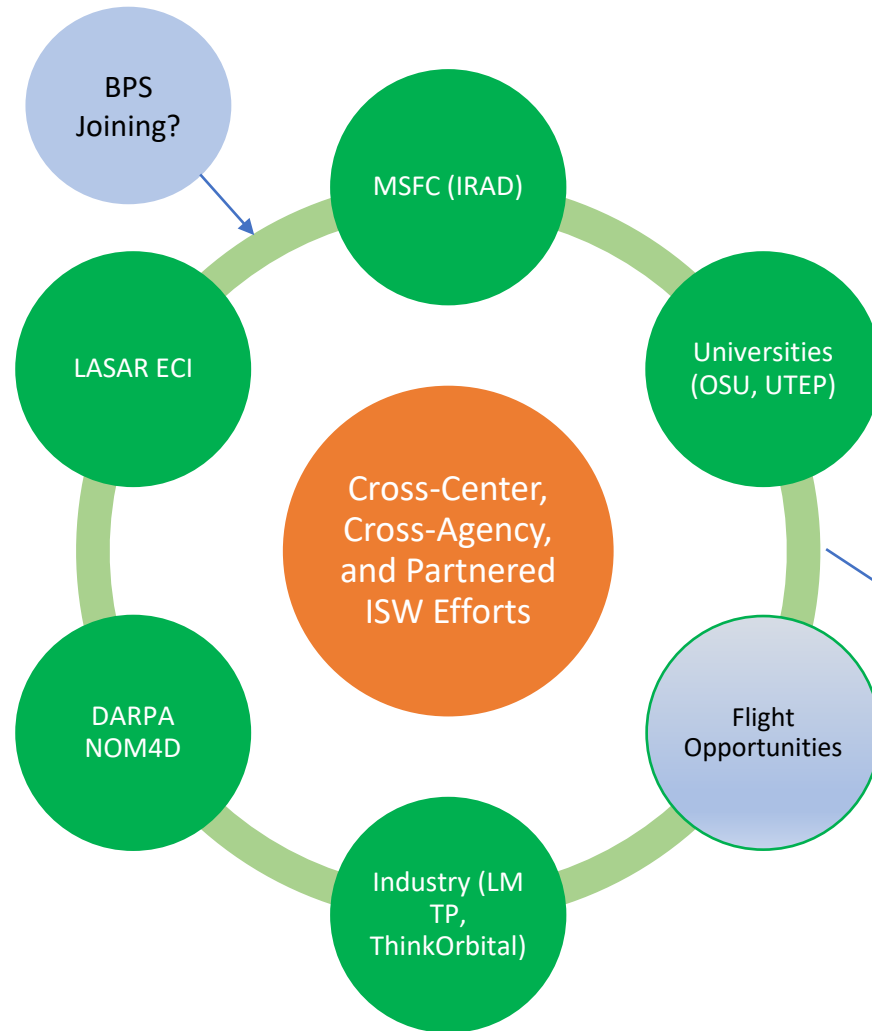 BPS
Joining?
MSFC (IRAD)
LASAR ECI
Universities
(OSU, UTEP)
Cross-Center,
Cross-Agency,
and Partnered
ISW Efforts
DARPA
NOM4D
Flight
Opportunities
Industry (LM
TP,
ThinkOrbital)